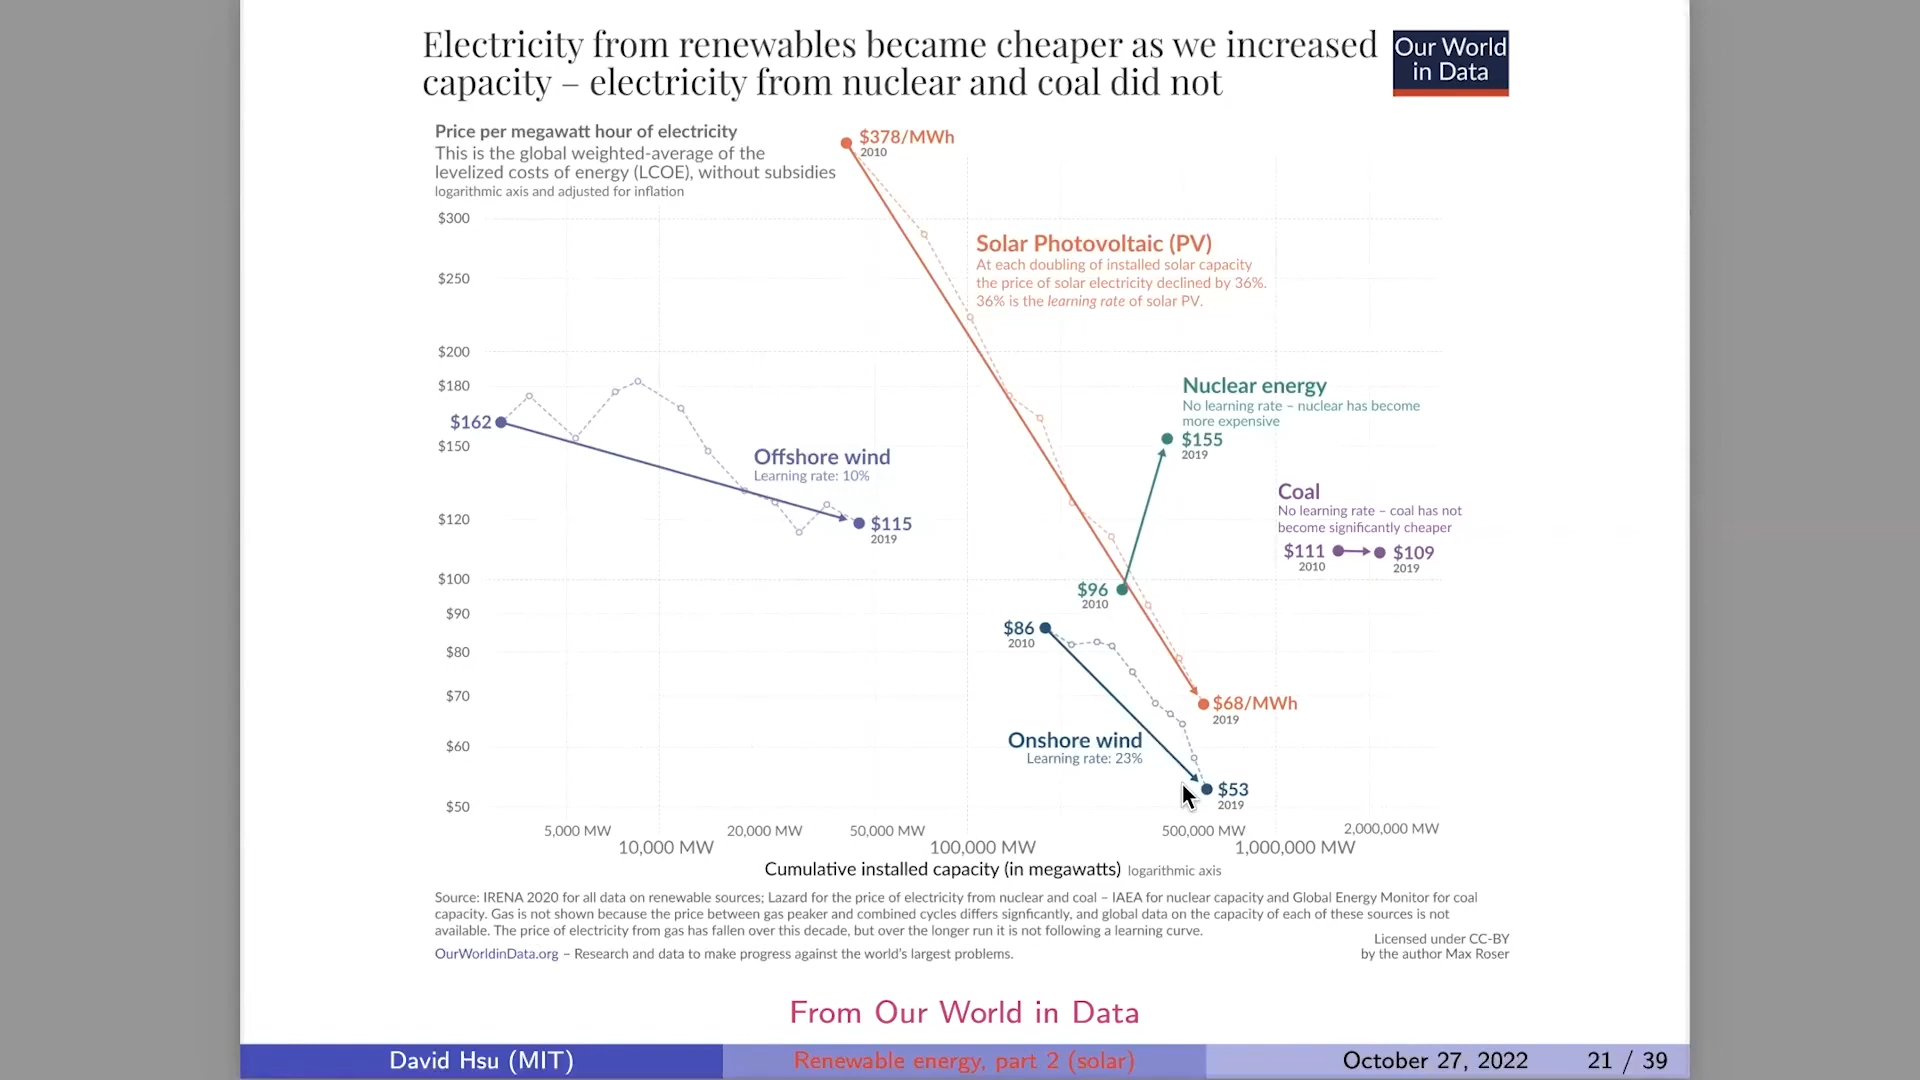 Electricity from renewables became cheaper as we increased
capacity – electricity from nuclear and coal did not
Our World
in Data
Price per megawatt hour of electricity
This is the global weighted-average of the
levelized costs of energy (LCOE), without subsidies
logarithmic axis and adjusted for inflation
$378/MWh
2010
$300
$250
$200
$180
$150
$120
$100
$90
$80
$70
$60
$50
Solar Photovoltaic (PV)
At each doubling of installed solar capacity
the price of solar electricity declined by 36%.
36% is the learning rate of solar PV.
Nuclear energy
No learning rate – nuclear has become
more expensive
$155
2019
$162
Offshore wind
Learning rate: 10%
$115
2019
Coal
No learning rate – coal has not
become significantly cheaper
$111
2010
$109
2019
$96
2010
$86
2010
$68/MWh
2019
Onshore wind
Learning rate: 23%
$53
2019
5,000 MW
10,000 MW
20,000 MW
50,000 MW
100,000 MW
500,000 MW
1,000,000 MW
2,000,000 MW
Cumulative installed capacity (in megawatts) logarithmic axis
Source: IRENA 2020 for all data on renewable sources; Lazard for the price of electricity from nuclear and coal – IAEA for nuclear capacity and Global Energy Monitor for coal
capacity. Gas is not shown because the price between gas peaker and combined cycles differs signficantly, and global data on the capacity of each of these sources is not
available. The price of electricity from gas has fallen over this decade, but over the longer run it is not following a learning curve.
OurWorldinData.org – Research and data to make progress against the world's largest problems.
Licensed under CC-BY
by the author Max Roser
From Our World in Data
David Hsu (MIT)
Renewable energy, part 2 (solar)
October 27, 2022
21 / 39